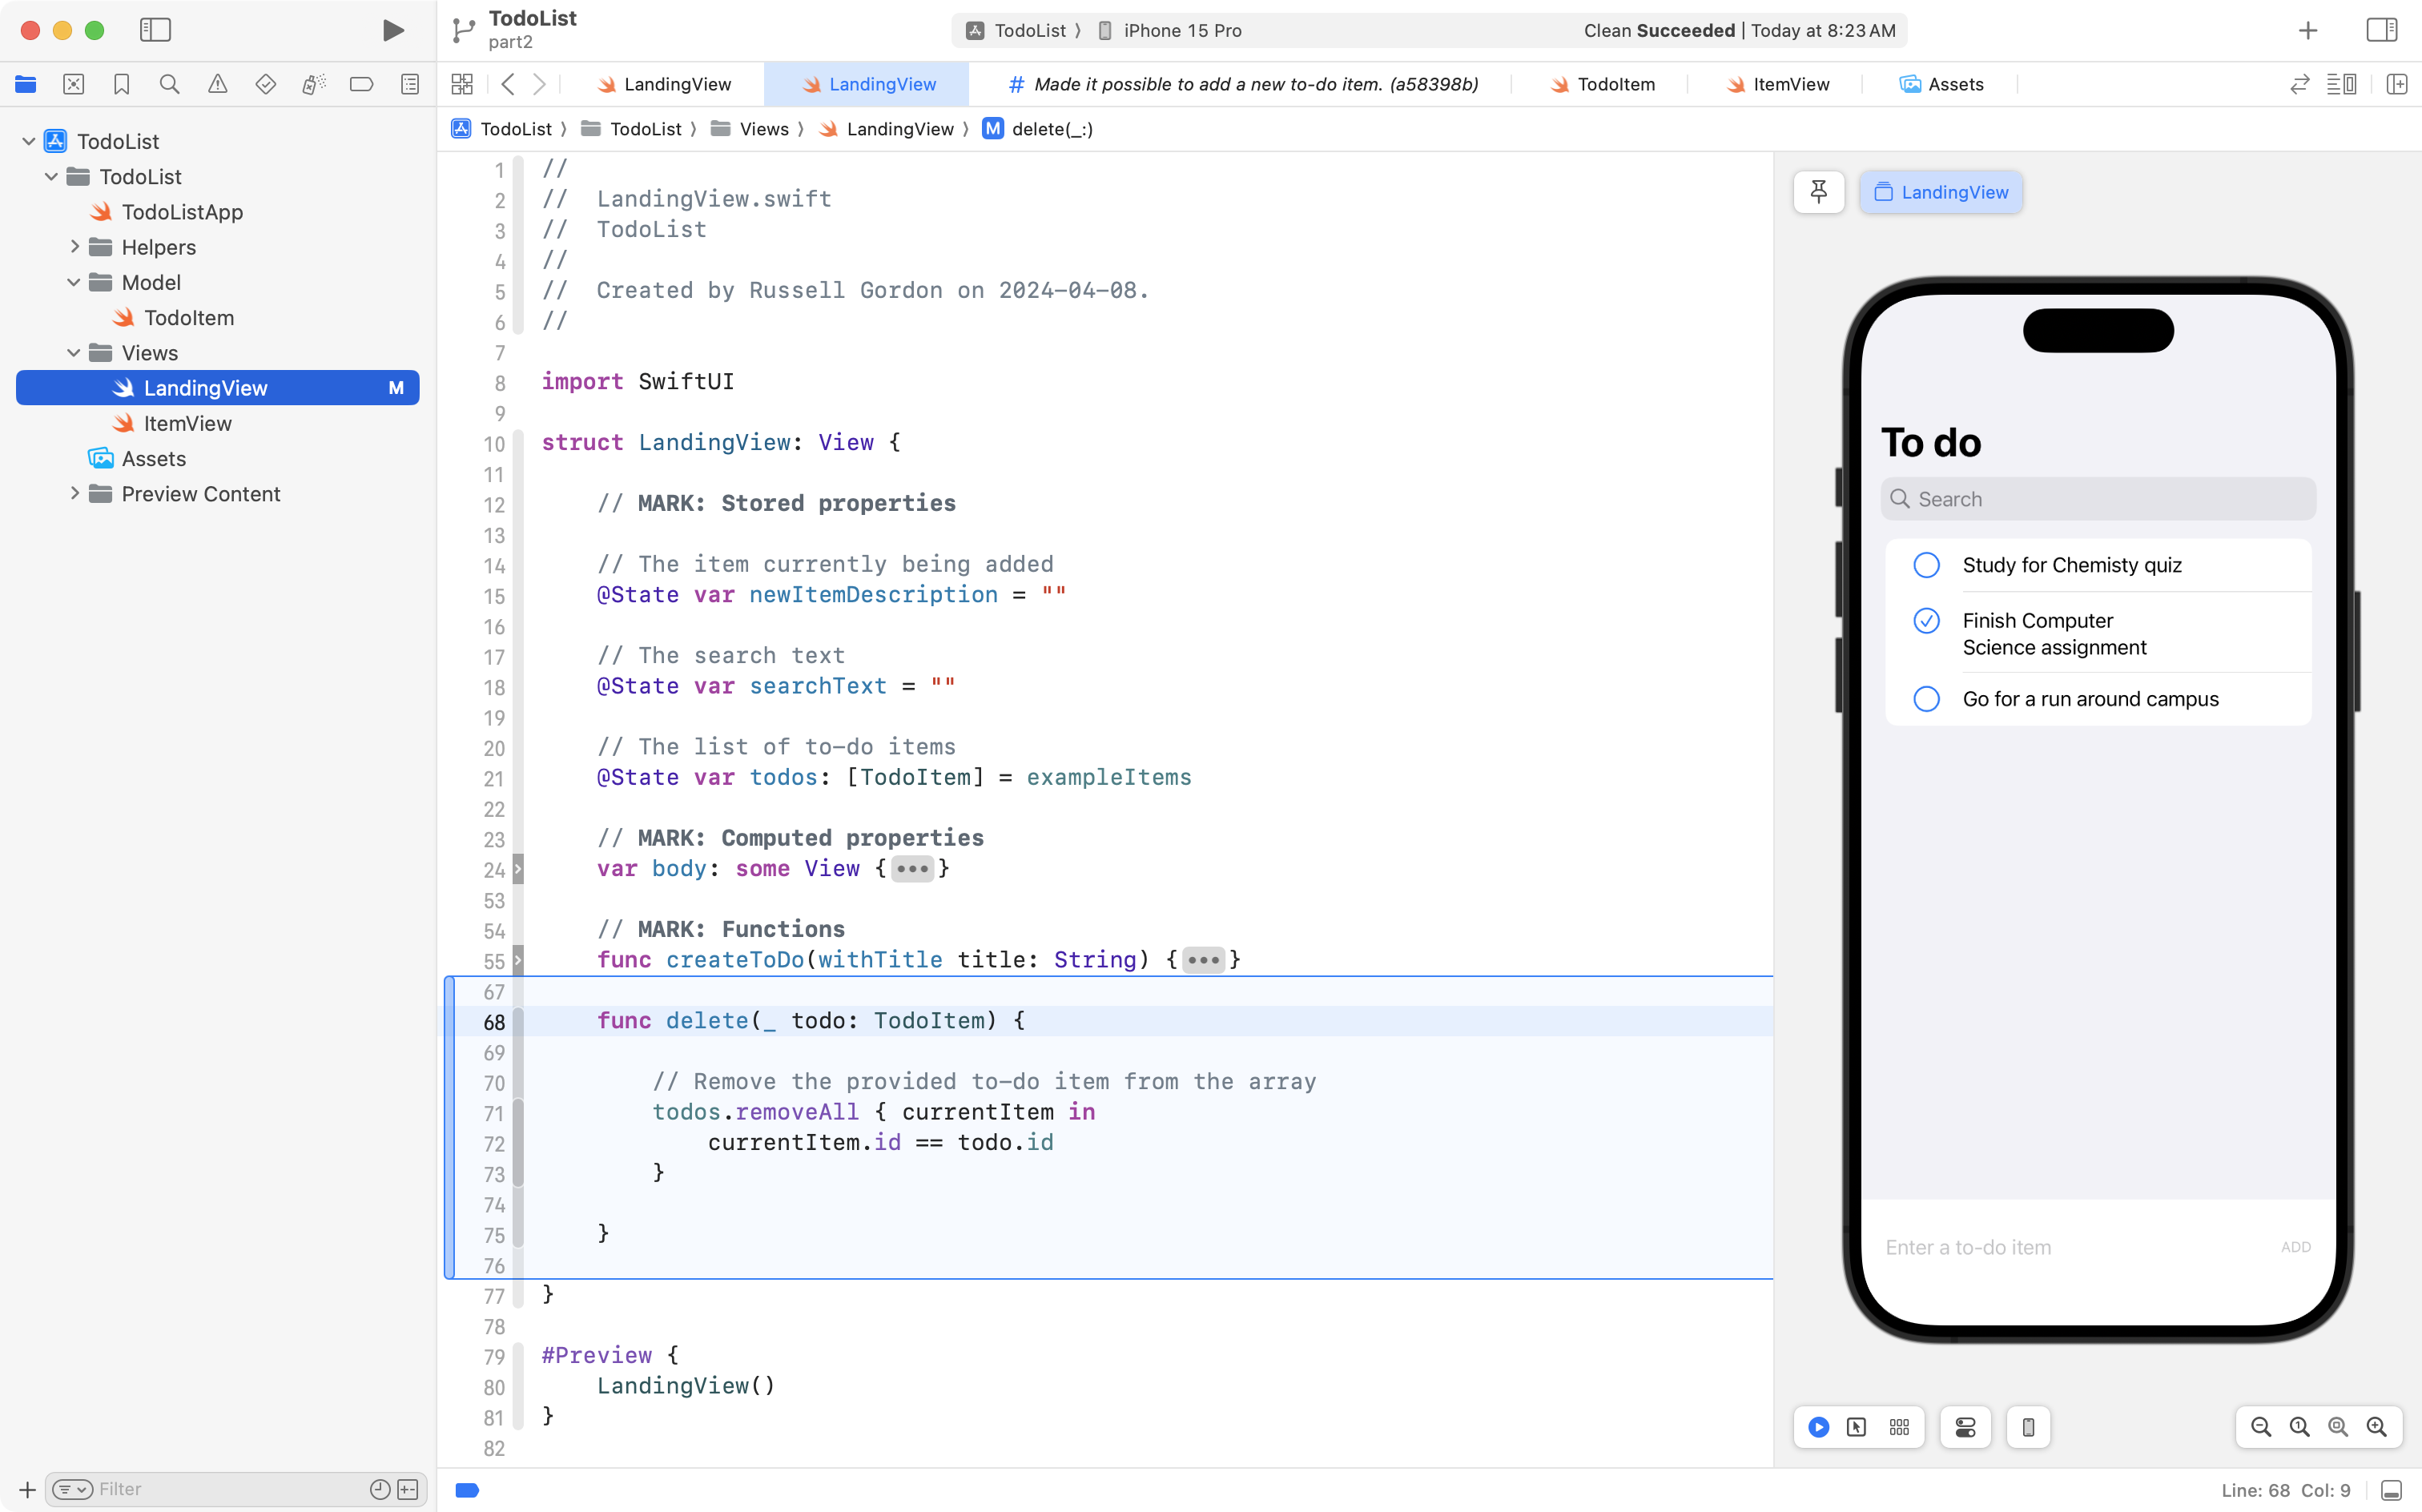 TodoList
part2
TodoList ⟩ iPhone 15 Pro
Clean Succeeded | Today at 8:23 AM
LandingView
LandingView
# Made it possible to add a new to-do item. (a58398b)
TodoItem
ItemView
Assets
TodoList ⟩ TodoList ⟩ Views ⟩ LandingView ⟩ M delete(_:)
TodoList
TodoList
TodoListApp
Helpers
Model
TodoItem
Views
LandingView M
ItemView
Assets
Preview Content
Filter
1 //
2 //  LandingView.swift
3 //  TodoList
4 //
5 //  Created by Russell Gordon on 2024-04-08.
6 //
7
8 import SwiftUI
9
10 struct LandingView: View {
11
12     // MARK: Stored properties
13
14     // The item currently being added
15     @State var newItemDescription = ""
16
17     // The search text
18     @State var searchText = ""
19
20     // The list of to-do items
21     @State var todos: [TodoItem] = exampleItems
22
23     // MARK: Computed properties
24     var body: some View {•••}
53
54     // MARK: Functions
55     func createToDo(withTitle title: String) {•••}
67
68     func delete(_ todo: TodoItem) {
69
70         // Remove the provided to-do item from the array
71         todos.removeAll { currentItem in
72             currentItem.id == todo.id
73         }
74
75     }
76
77 }
78
79 #Preview {
80     LandingView()
81 }
82
LandingView
To do
Search
Study for Chemisty quiz
Finish Computer
Science assignment
Go for a run around campus
Enter a to-do item ADD
Line: 68 Col: 9